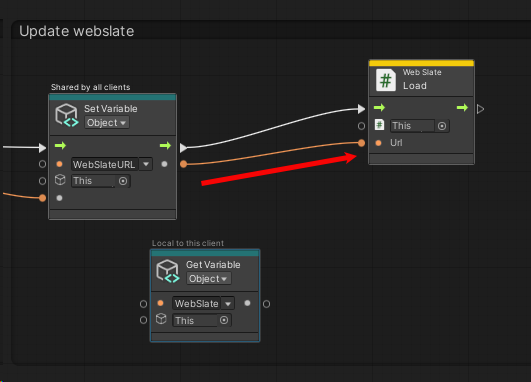 Update webslate
Shared by all clients
Set Variable
Object
WebSlateURL
This
Web Slate
Load
This
Url
Local to this client
Get Variable
Object
WebSlate
This